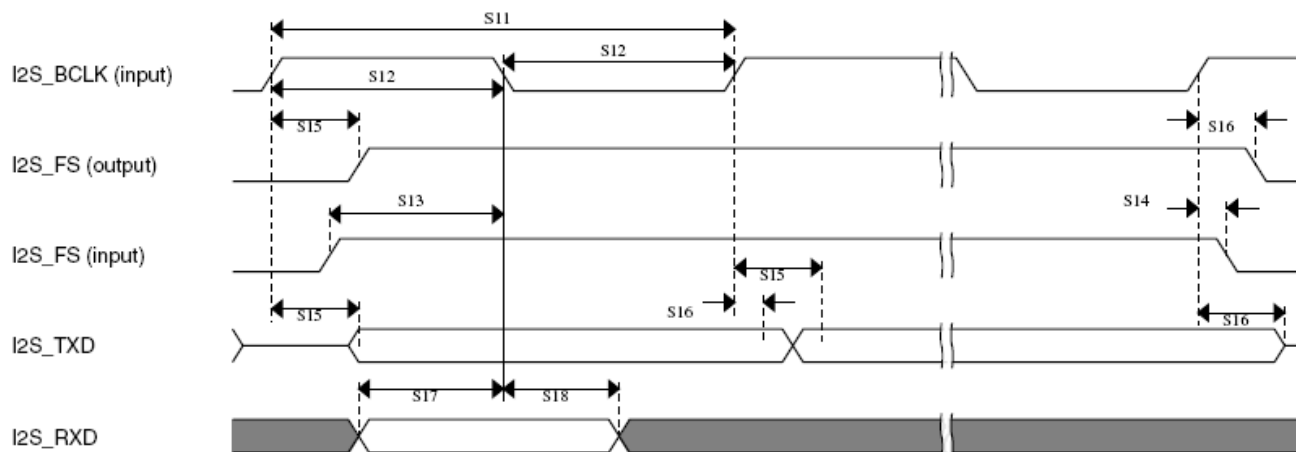 S11
I2S_BCLK (input)
S12
S12
S15
S16
I2S_FS (output)
S13
S14
I2S_FS (input)
S15
S15
S16
S16
I2S_TXD
S17
S18
I2S_RXD